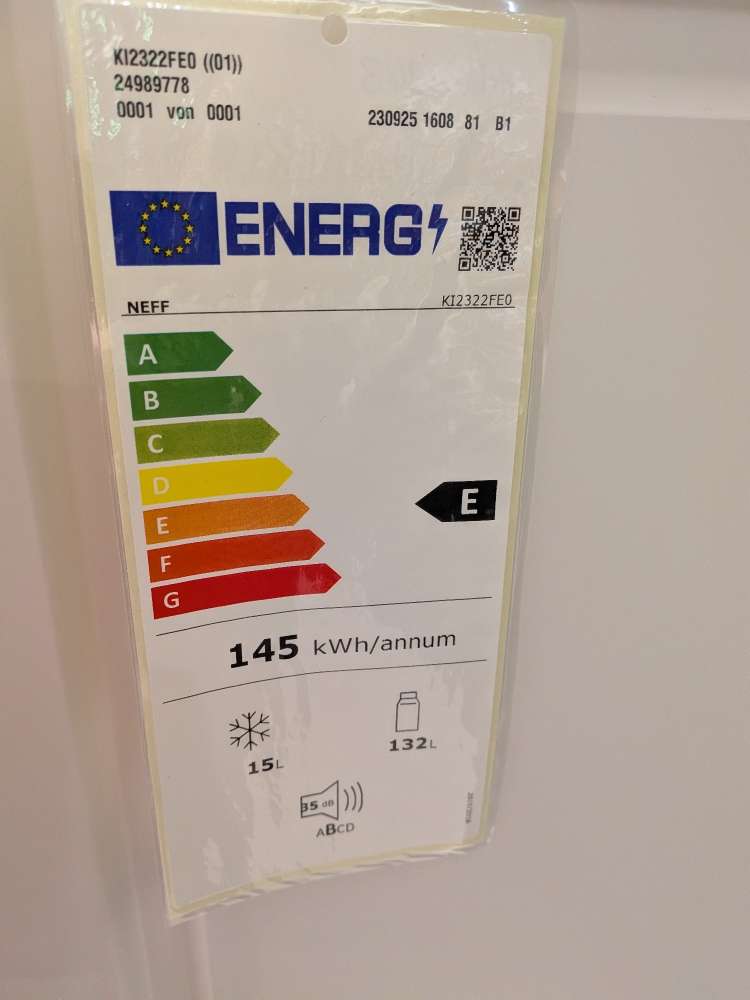 KI2322FE0 ((01))
24989778
0001 von 0001 230925 1608 81 B1
ENERG
NEFF KI2322FE0
A
B
C
D
E
E
F
G
145 kWh/annum
15L
132L
35 dB
ABCD